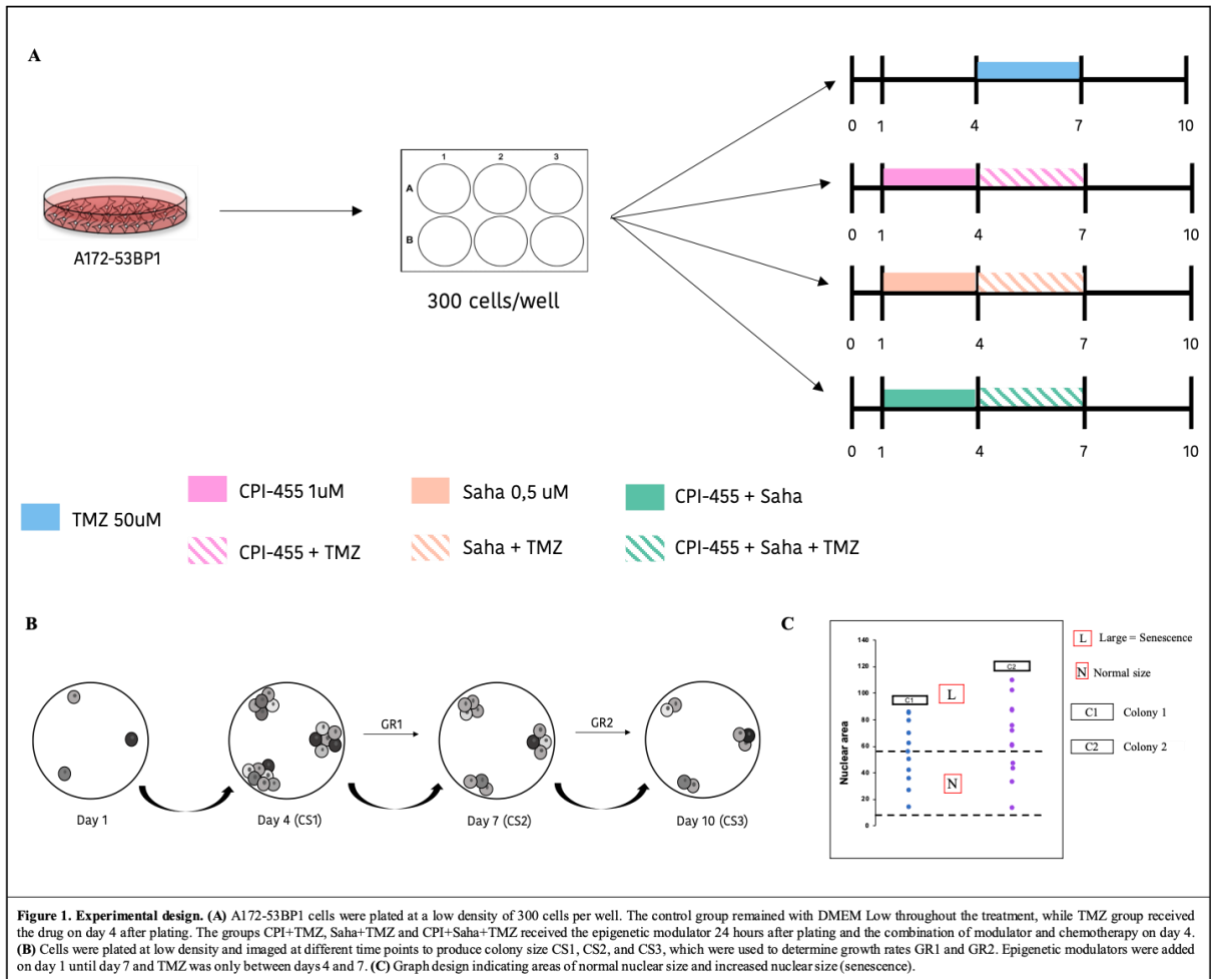 A
0 1 4 7 10
1 2 3
A
B
A172-53BP1
300 cells/well
0 1 4 7 10
0 1 4 7 10
0 1 4 7 10
TMZ 50uM
CPI-455 1uM
Saha 0,5 uM
CPI-455 + Saha
CPI-455 + TMZ
Saha + TMZ
CPI-455 + Saha + TMZ
B
GR1
GR2
Day 1
Day 4 (CS1)
Day 7 (CS2)
Day 10 (CS3)
C
Nuclear area
140
120
100
80
60
40
20
0
C1
C2
L
N
L Large = Senescence
N Normal size
C1 Colony 1
C2 Colony 2
Figure 1. Experimental design. (A) A172-53BP1 cells were plated at a low density of 300 cells per well. The control group remained with DMEM Low throughout the treatment, while TMZ group received
the drug on day 4 after plating. The groups CPI+TMZ, Saha+TMZ and CPI+Saha+TMZ received the epigenetic modulator 24 hours after plating and the combination of modulator and chemotherapy on day 4.
(B) Cells were plated at low density and imaged at different time points to produce colony size CS1, CS2, and CS3, which were used to determine growth rates GR1 and GR2. Epigenetic modulators were added
on day 1 until day 7 and TMZ was only between days 4 and 7. (C) Graph design indicating areas of normal nuclear size and increased nuclear size (senescence).